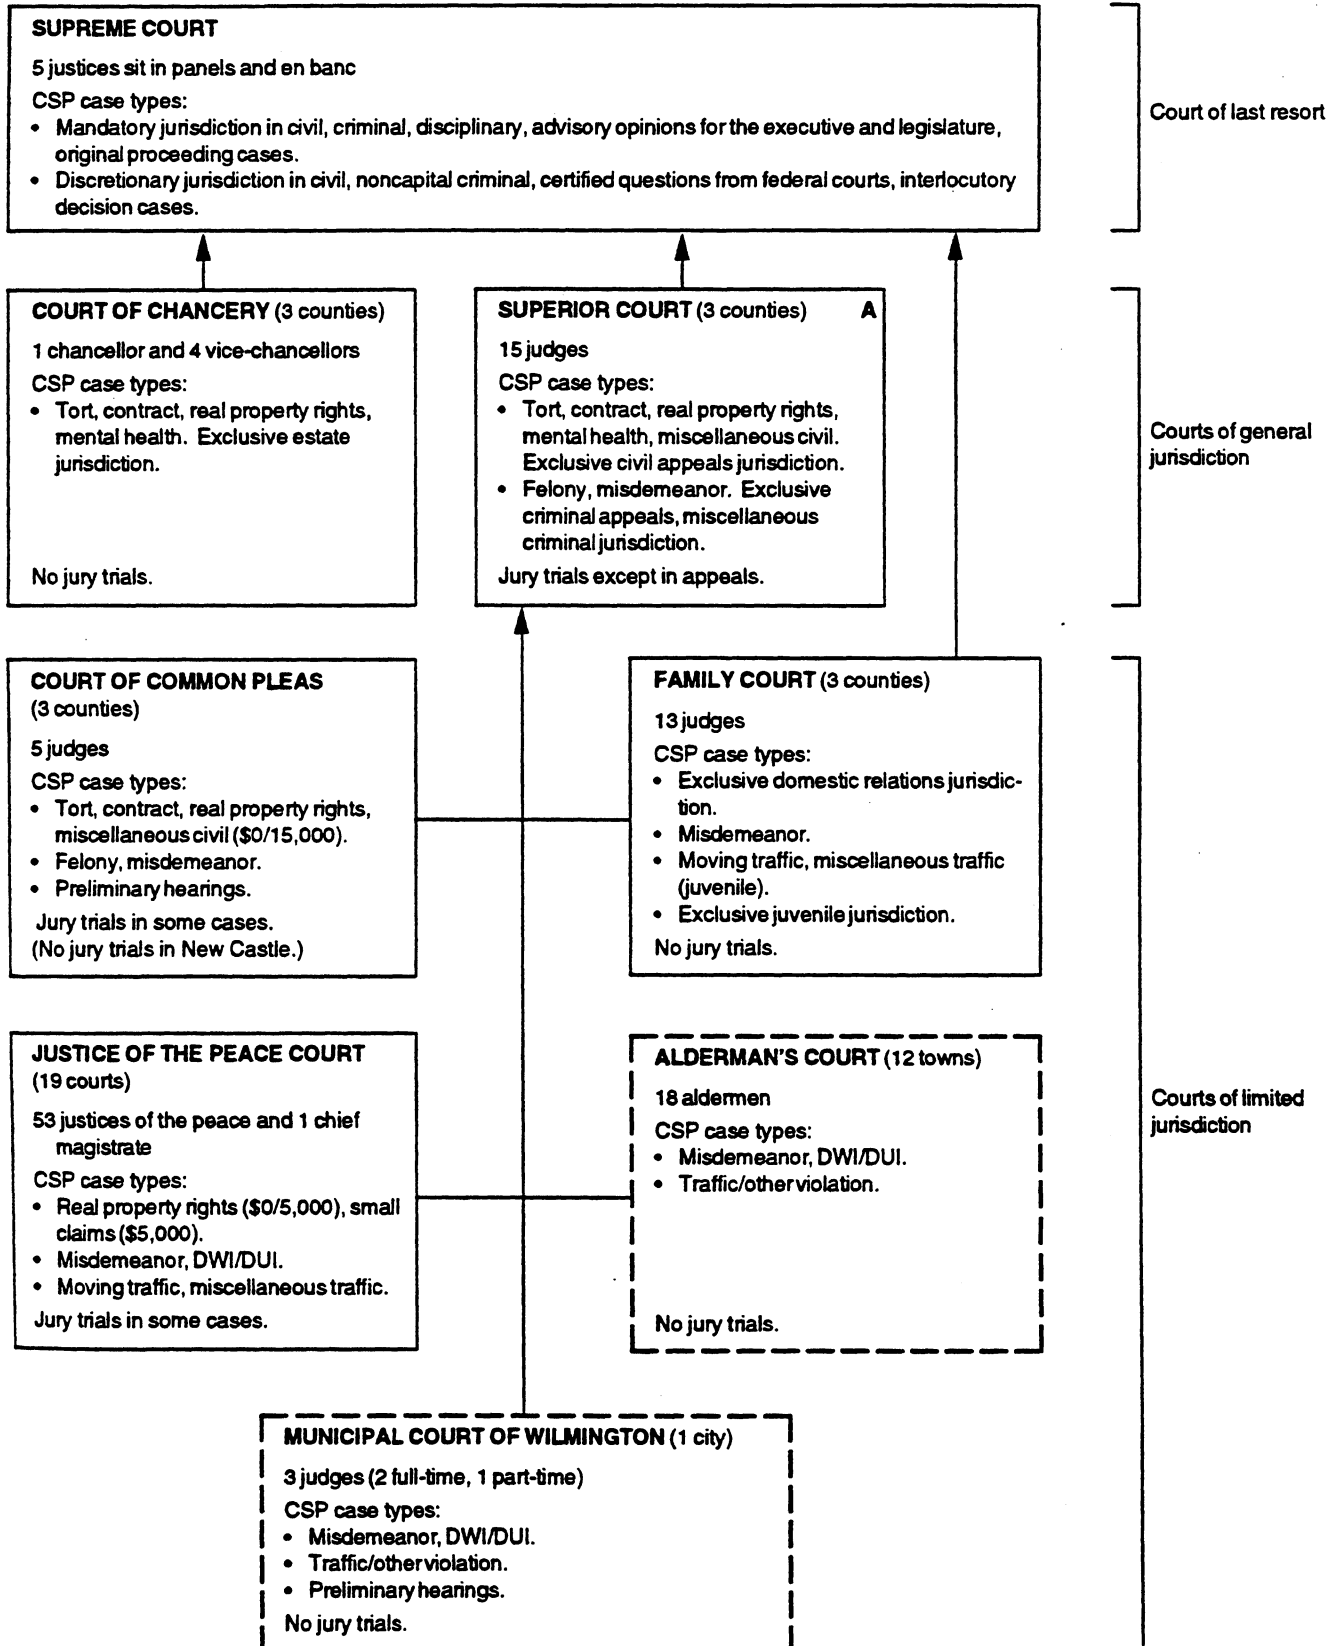 SUPREME COURT
5 justices sit in panels and en banc
CSP case types:
• Mandatory jurisdiction in civil, criminal, disciplinary, advisory opinions for the executive and legislature,
original proceeding cases.
• Discretionary jurisdiction in civil, noncapital criminal, certified questions from federal courts, interlocutory
decision cases.
Court of last resort
COURT OF CHANCERY (3 counties)
1 chancellor and 4 vice-chancellors
CSP case types:
• Tort, contract, real property rights,
mental health. Exclusive estate
jurisdiction.
No jury trials.
SUPERIOR COURT (3 counties) A
15 judges
CSP case types:
• Tort, contract, real property rights,
mental health, miscellaneous civil.
Exclusive civil appeals jurisdiction.
• Felony, misdemeanor. Exclusive
criminal appeals, miscellaneous
criminal jurisdiction.
Jury trials except in appeals.
Courts of general
jurisdiction
COURT OF COMMON PLEAS
(3 counties)
5 judges
CSP case types:
• Tort, contract, real property rights,
miscellaneous civil ($0/15,000).
• Felony, misdemeanor.
• Preliminary hearings.
Jury trials in some cases.
(No jury trials in New Castle.)
FAMILY COURT (3 counties)
13 judges
CSP case types:
• Exclusive domestic relations jurisdic-
tion.
• Misdemeanor.
• Moving traffic, miscellaneous traffic
(juvenile).
• Exclusive juvenile jurisdiction.
No jury trials.
JUSTICE OF THE PEACE COURT
(19 courts)
53 justices of the peace and 1 chief
magistrate
CSP case types:
• Real property rights ($0/5,000), small
claims ($5,000).
• Misdemeanor, DWI/DUI.
• Moving traffic, miscellaneous traffic.
Jury trials in some cases.
ALDERMAN'S COURT (12 towns)
18 aldermen
CSP case types:
• Misdemeanor, DWI/DUI.
• Traffic/other violation.
No jury trials.
Courts of limited
jurisdiction
MUNICIPAL COURT OF WILMINGTON (1 city)
3 judges (2 full-time, 1 part-time)
CSP case types:
• Misdemeanor, DWI/DUI.
• Traffic/other violation.
• Preliminary hearings.
No jury trials.